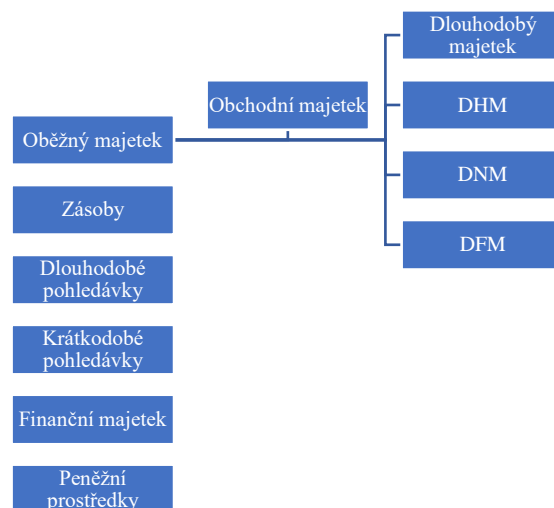 Obchodní majetek
Oběžný majetek
Zásoby
Dlouhodobé
pohledávky
Krátkodobé
pohledávky
Finanční majetek
Peněžní
prostředky
Dlouhodobý
majetek
DHM
DNM
DFM